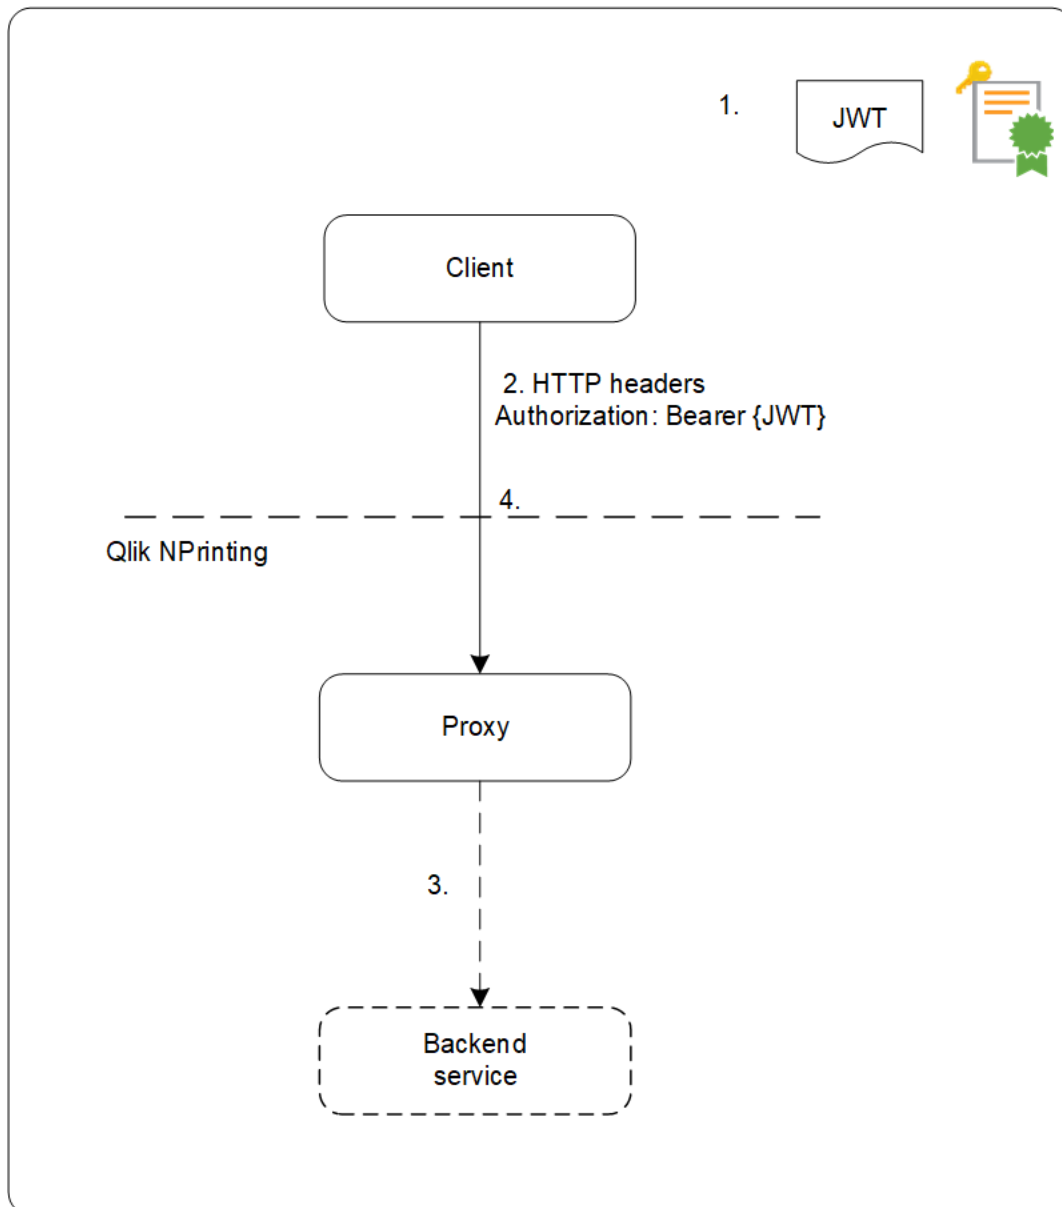 1.
JWT
Client
2. HTTP headers
Authorization: Bearer {JWT}
4.
Qlik NPrinting
Proxy
3.
Backend
service